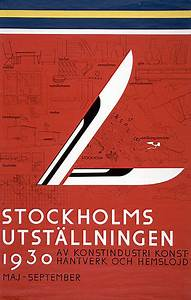 STOCKHOLMS
UTSTÄLLNINGEN
1930 AV KONSTINDUSTRI KONST-
HANTVERK OCH HEMSLÖJD
MAJ-SEPTEMBER